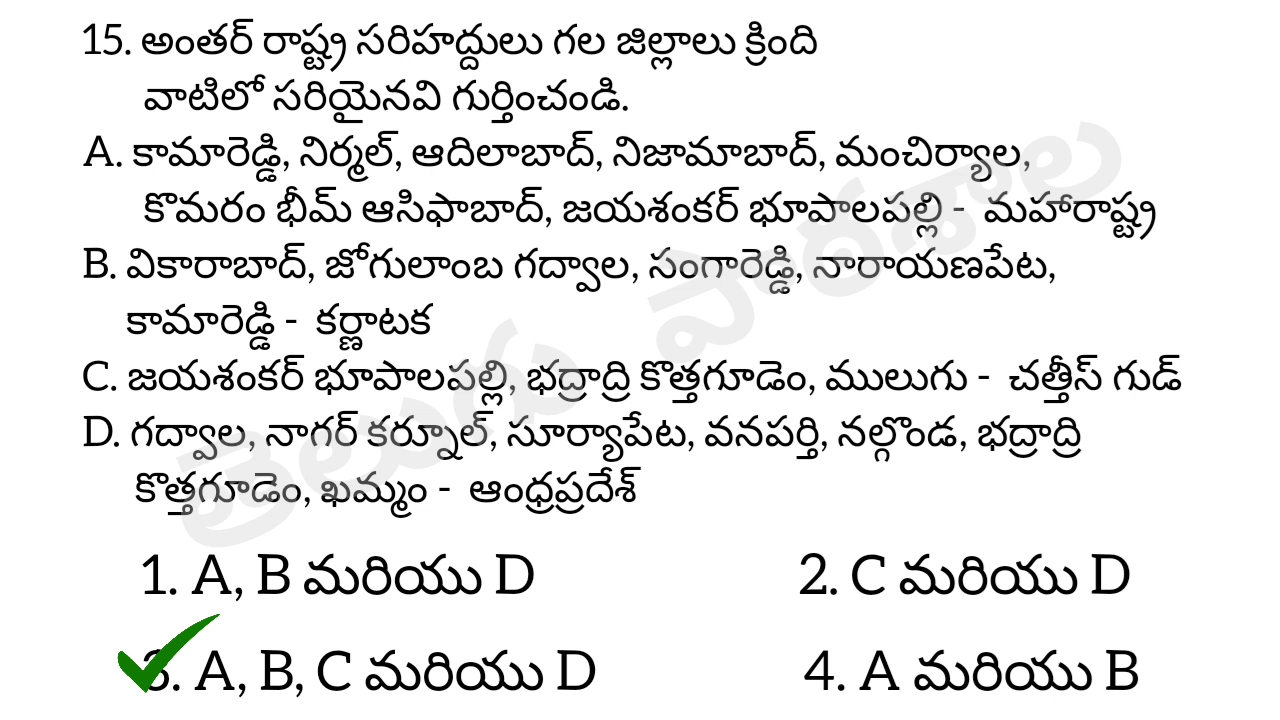 15. అంతర్ రాష్ట్ర సరిహద్దులు గల జిల్లాలు క్రింది
వాటిలో సరియైనవి గుర్తించండి.
A. కామారెడ్డి, నిర్మల్, ఆదిలాబాద్, నిజామాబాద్, మంచిర్యాల,
కొమరం భీమ్ ఆసిఫాబాద్, జయశంకర్ భూపాలపల్లి - మహారాష్ట్ర
B. వికారాబాద్, జోగులాంబ గద్వాల, సంగారెడ్డి, నారాయణపేట,
కామారెడ్డి - కర్ణాటక
C. జయశంకర్ భూపాలపల్లి, భద్రాద్రి కొత్తగూడెం, ములుగు - చత్తీస్ గుడ్
D. గద్వాల, నాగర్ కర్నూల్, సూర్యాపేట, వనపర్తి, నల్గొండ, భద్రాద్రి
కొత్తగూడెం, ఖమ్మం - ఆంధ్రప్రదేశ్
తెలుగు పాఠశాల
1. A, B మరియు D
2. C మరియు D
3. A, B, C మరియు D
4. A మరియు B